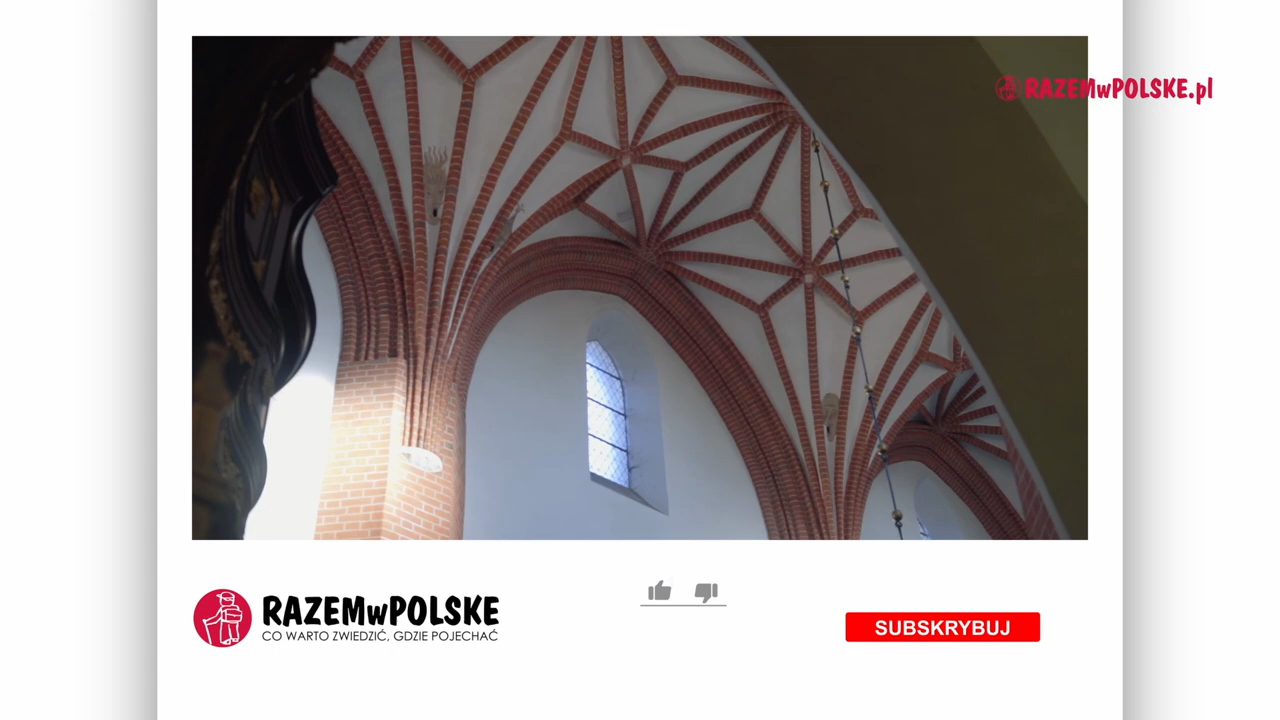 RAZEMwPOLSKE.pl
RAZEMwPOLSKE
CO WARTO ZWIEDZIĆ, GDZIE POJECHAĆ
SUBSKRYBUJ